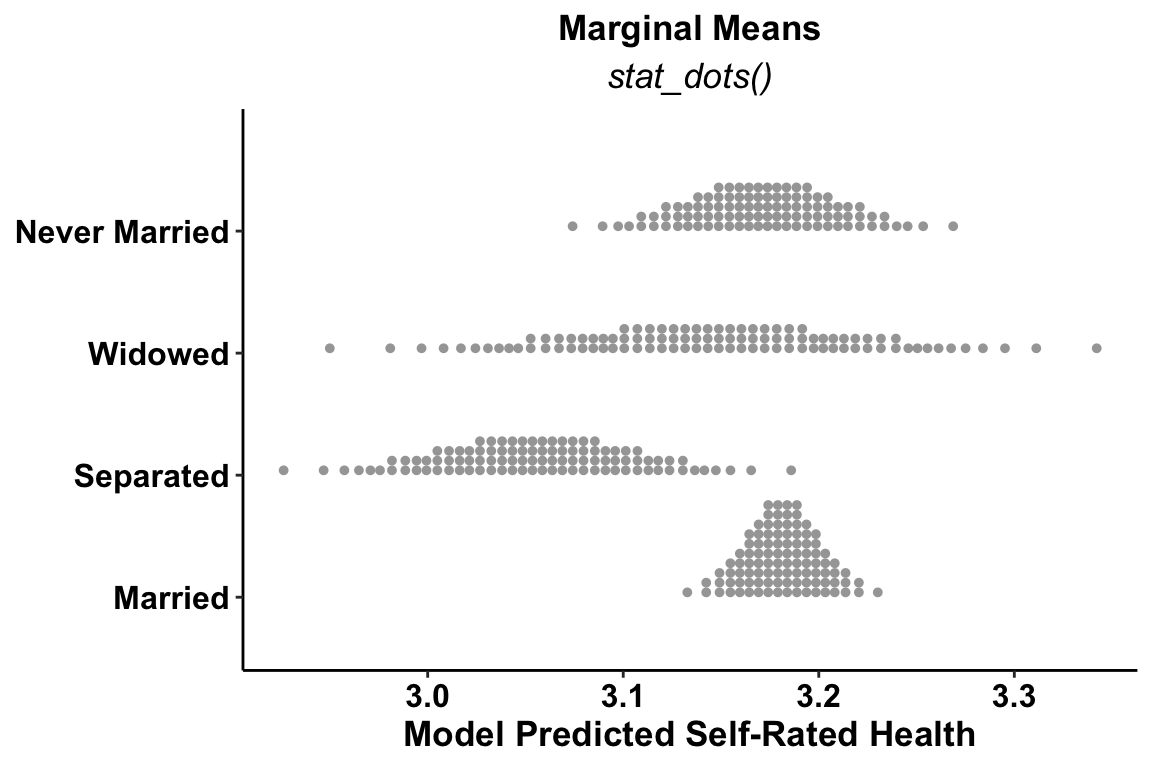 Marginal Means
stat_dots()
Never Married
Widowed
Separated
Married
3.0 3.1 3.2 3.3
Model Predicted Self-Rated Health